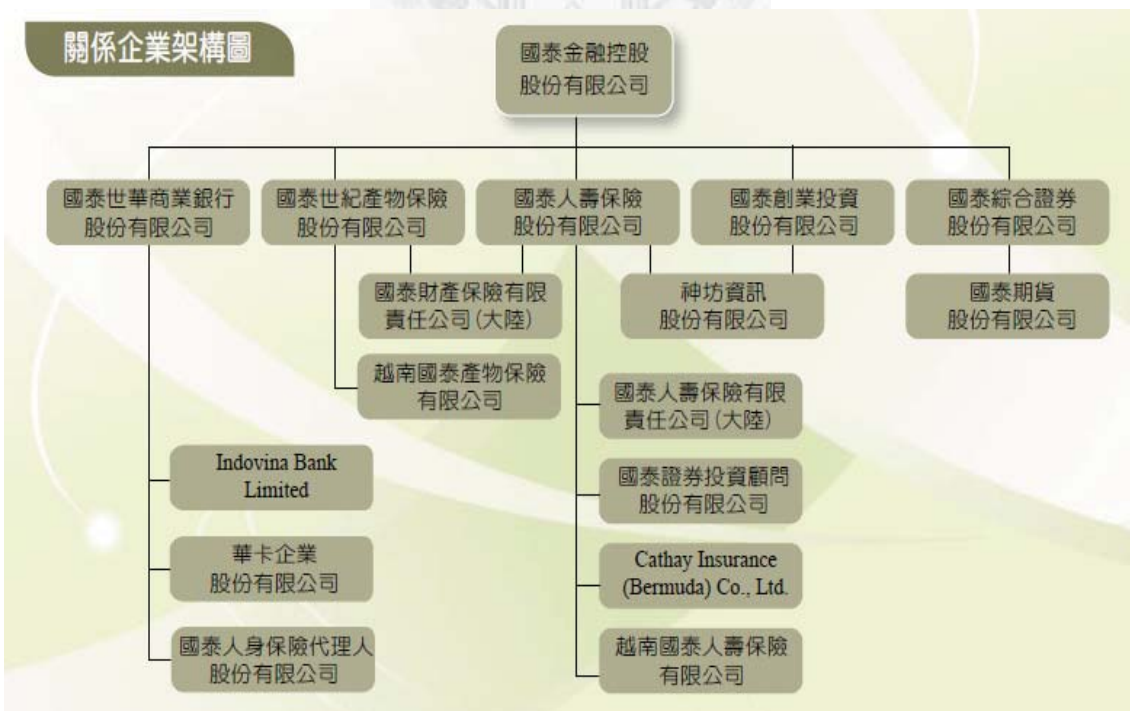 關係企業架構圖
國泰金融控股
股份有限公司
國泰世華商業銀行
股份有限公司
國泰世紀產物保險
股份有限公司
國泰人壽保險
股份有限公司
國泰創業投資
股份有限公司
國泰綜合證券
股份有限公司
國泰財產保險有限
責任公司(大陸)
神坊資訊
股份有限公司
國泰期貨
股份有限公司
越南國泰產物保險
有限公司
國泰人壽保險有限
責任公司(大陸)
Indovina Bank
Limited
國泰證券投資顧問
股份有限公司
華卡企業
股份有限公司
Cathay Insurance
(Bermuda) Co., Ltd.
國泰人身保險代理人
股份有限公司
越南國泰人壽保險
有限公司